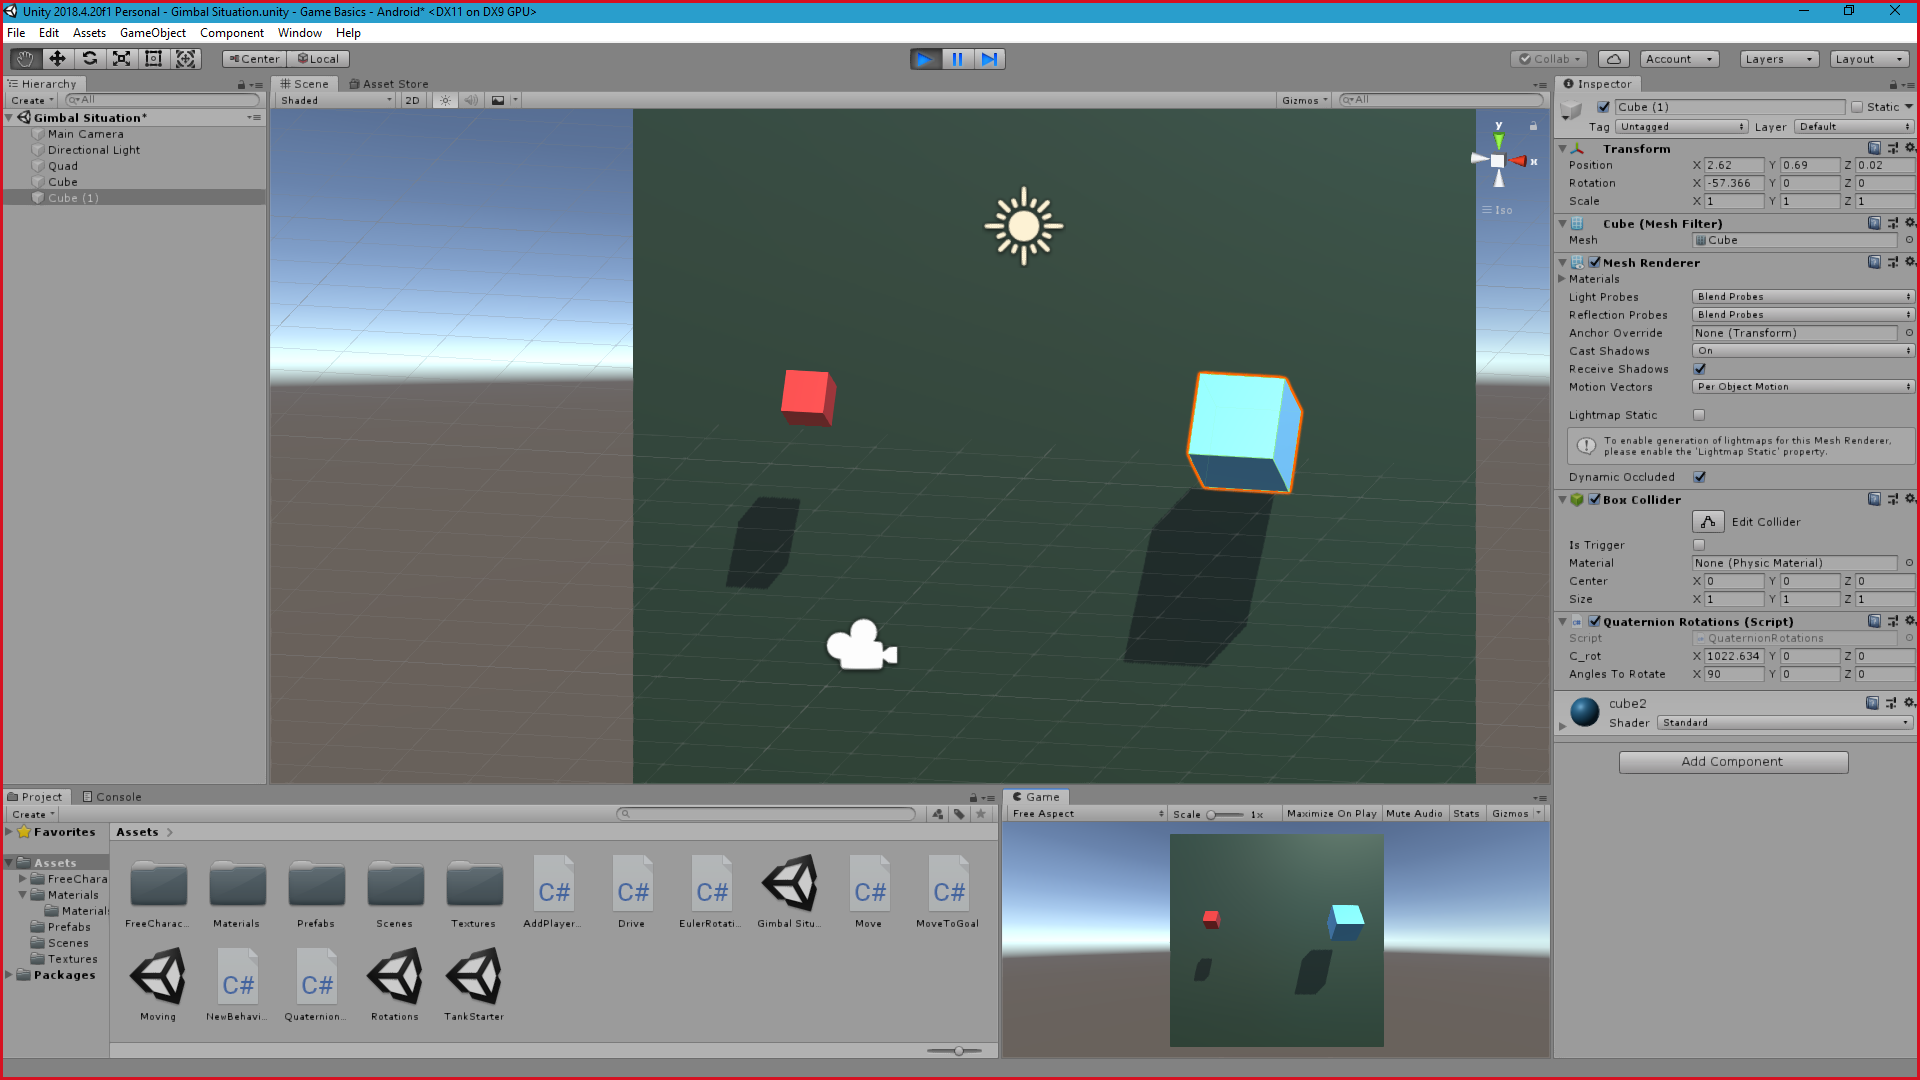 Unity 2018.4.20f1 Personal - Gimbal Situation.unity - Game Basics - Android* <DX11 on DX9 GPU>
File Edit Assets GameObject Component Window Help
Center Local
Collab Account Layers Layout
Hierarchy
Create All
Gimbal Situation*
Main Camera
Directional Light
Quad
Cube
Cube (1)
Scene Asset Store
Shaded 2D Gizmos All
y
x
Iso
Inspector
Cube (1) Static
Tag Untagged Layer Default
Transform
Position X 2.62 Y 0.69 Z 0.02
Rotation X -57.366 Y 0 Z 0
Scale X 1 Y 1 Z 1
Cube (Mesh Filter)
Mesh Cube
Mesh Renderer
Materials
Light Probes Blend Probes
Reflection Probes Blend Probes
Anchor Override None (Transform)
Cast Shadows On
Receive Shadows
Motion Vectors Per Object Motion
Lightmap Static
To enable generation of lightmaps for this Mesh Renderer,
please enable the 'Lightmap Static' property.
Dynamic Occluded
Box Collider
Edit Collider
Is Trigger
Material None (Physic Material)
Center X 0 Y 0 Z 0
Size X 1 Y 1 Z 1
Quaternion Rotations (Script)
Script QuaternionRotations
C_rot X 1022.634 Y 0 Z 0
Angles To Rotate X 90 Y 0 Z 0
cube2
Shader Standard
Add Component
Project Console
Create
Favorites
Assets
FreeChara
Materials
Materials
Prefabs
Scenes
Textures
Packages
Assets
C# C# C# C# C#
FreeCharac... Materials Prefabs Scenes Textures AddPlayer... Drive EulerRotati... Gimbal Situ... Move MoveToGoal
C# C#
Moving NewBehavi... Quaternion... Rotations TankStarter
Game
Free Aspect Scale 1x Maximize On Play Mute Audio Stats Gizmos